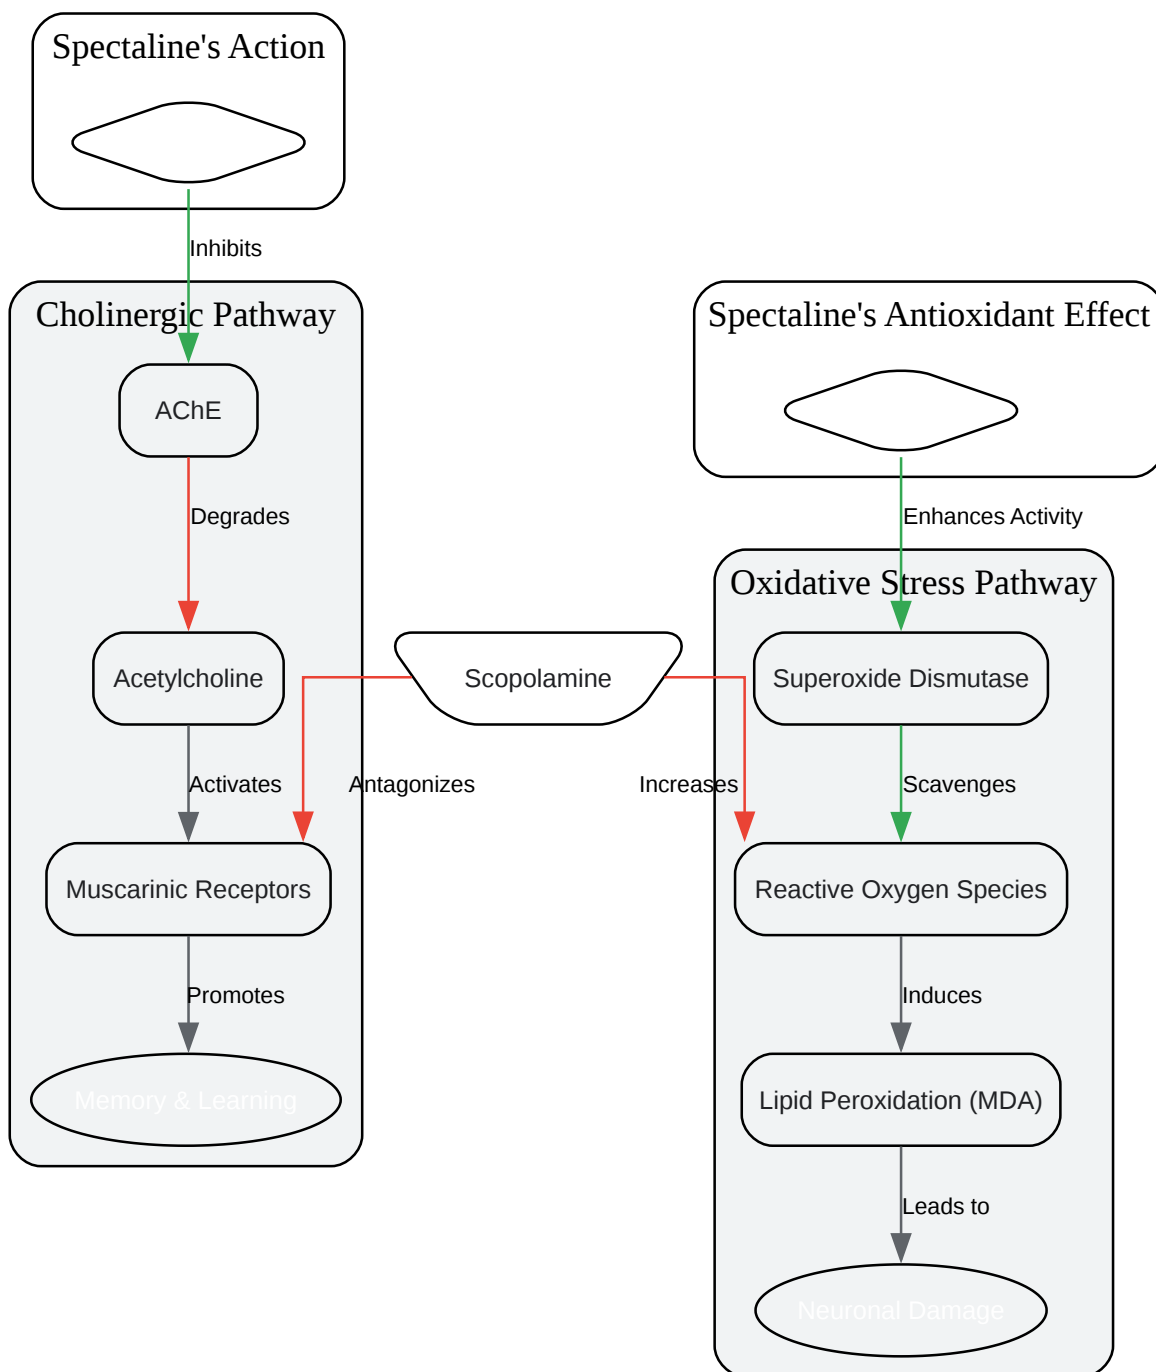 Spectaline's Action
Inhibits
Cholinergic Pathway
Spectaline's Antioxidant Effect
AChE
Degrades
Enhances Activity
Oxidative Stress Pathway
Acetylcholine
Scopolamine
Superoxide Dismutase
Activates
Antagonizes
Increases
Scavenges
Muscarinic Receptors
Reactive Oxygen Species
Promotes
Induces
Memory & Learning
Lipid Peroxidation (MDA)
Leads to
Neuronal Damage